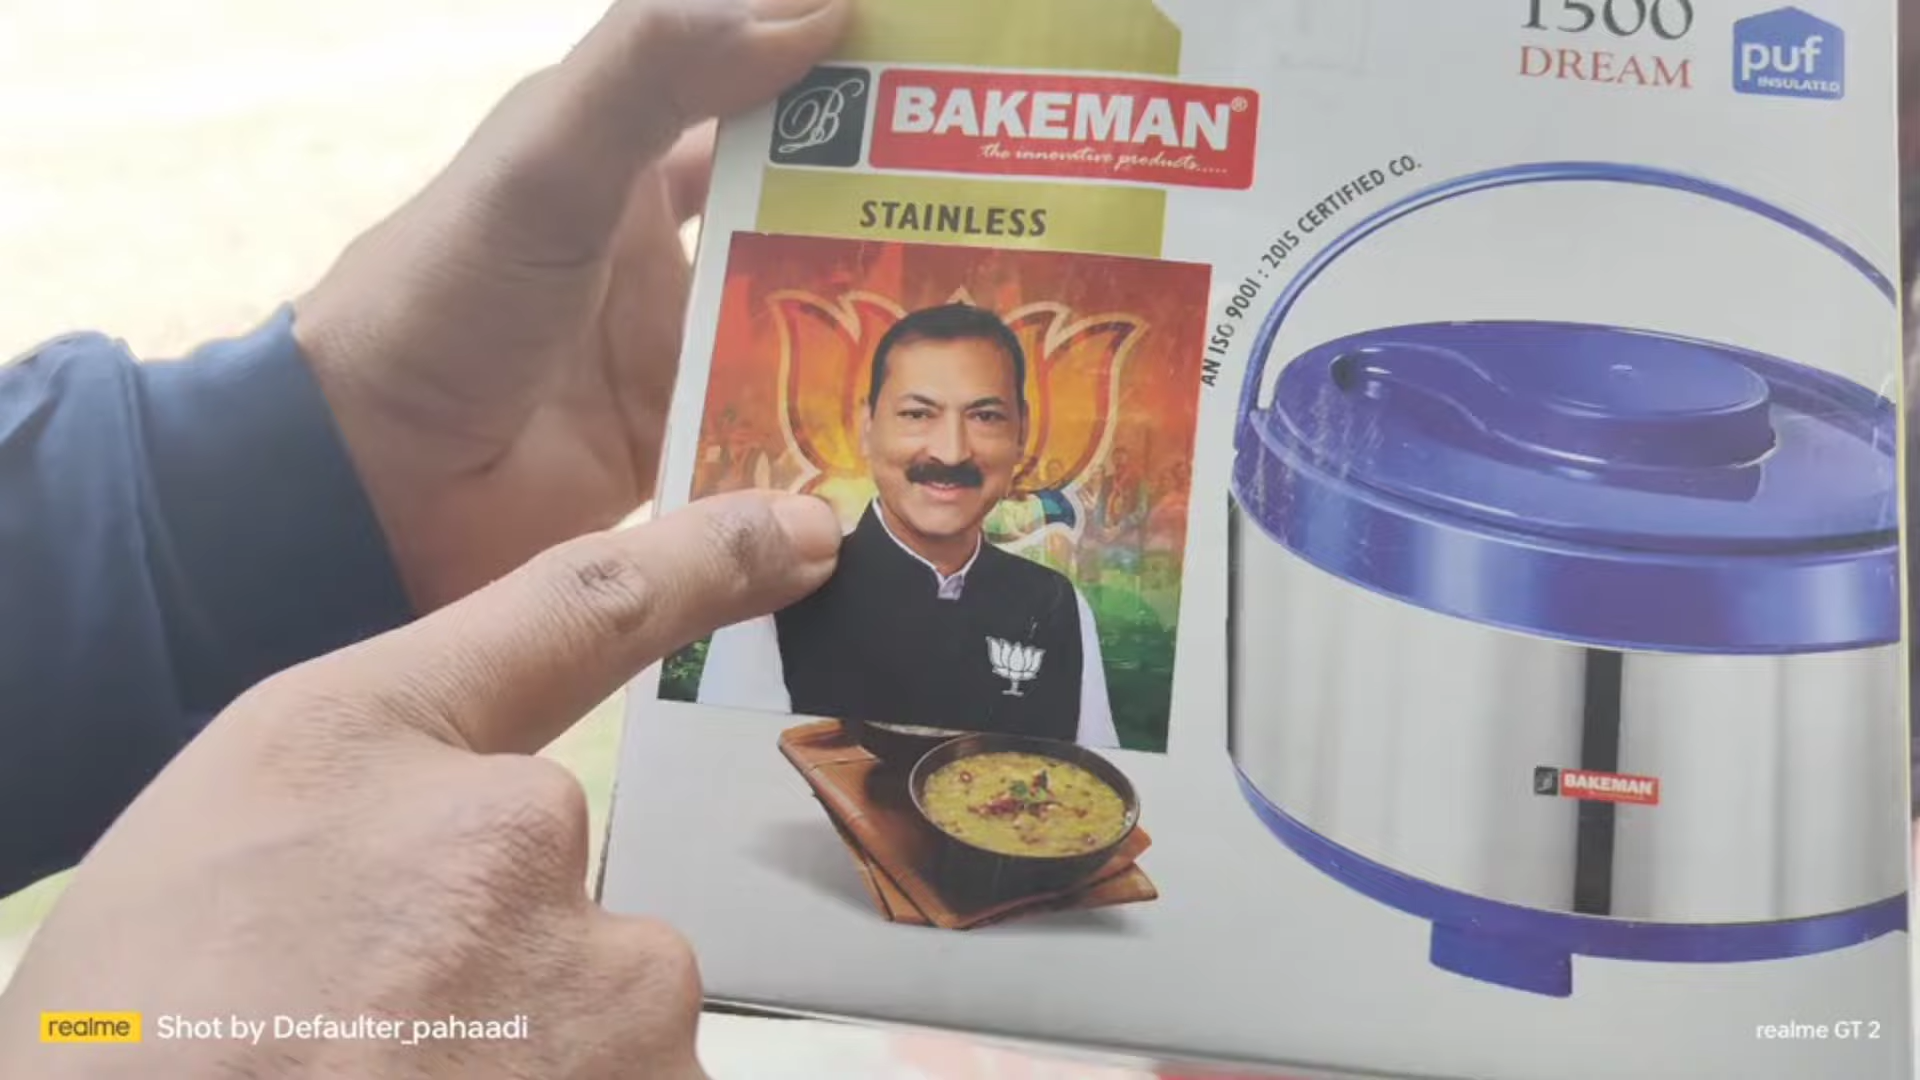 1500
DREAM
puf
INSULATED
B
BAKEMAN®
the innovative products.....
STAINLESS
AN ISO 9001 : 2015 CERTIFIED CO.
BAKEMAN
realme
Shot by Defaulter_pahaadi
realme GT 2